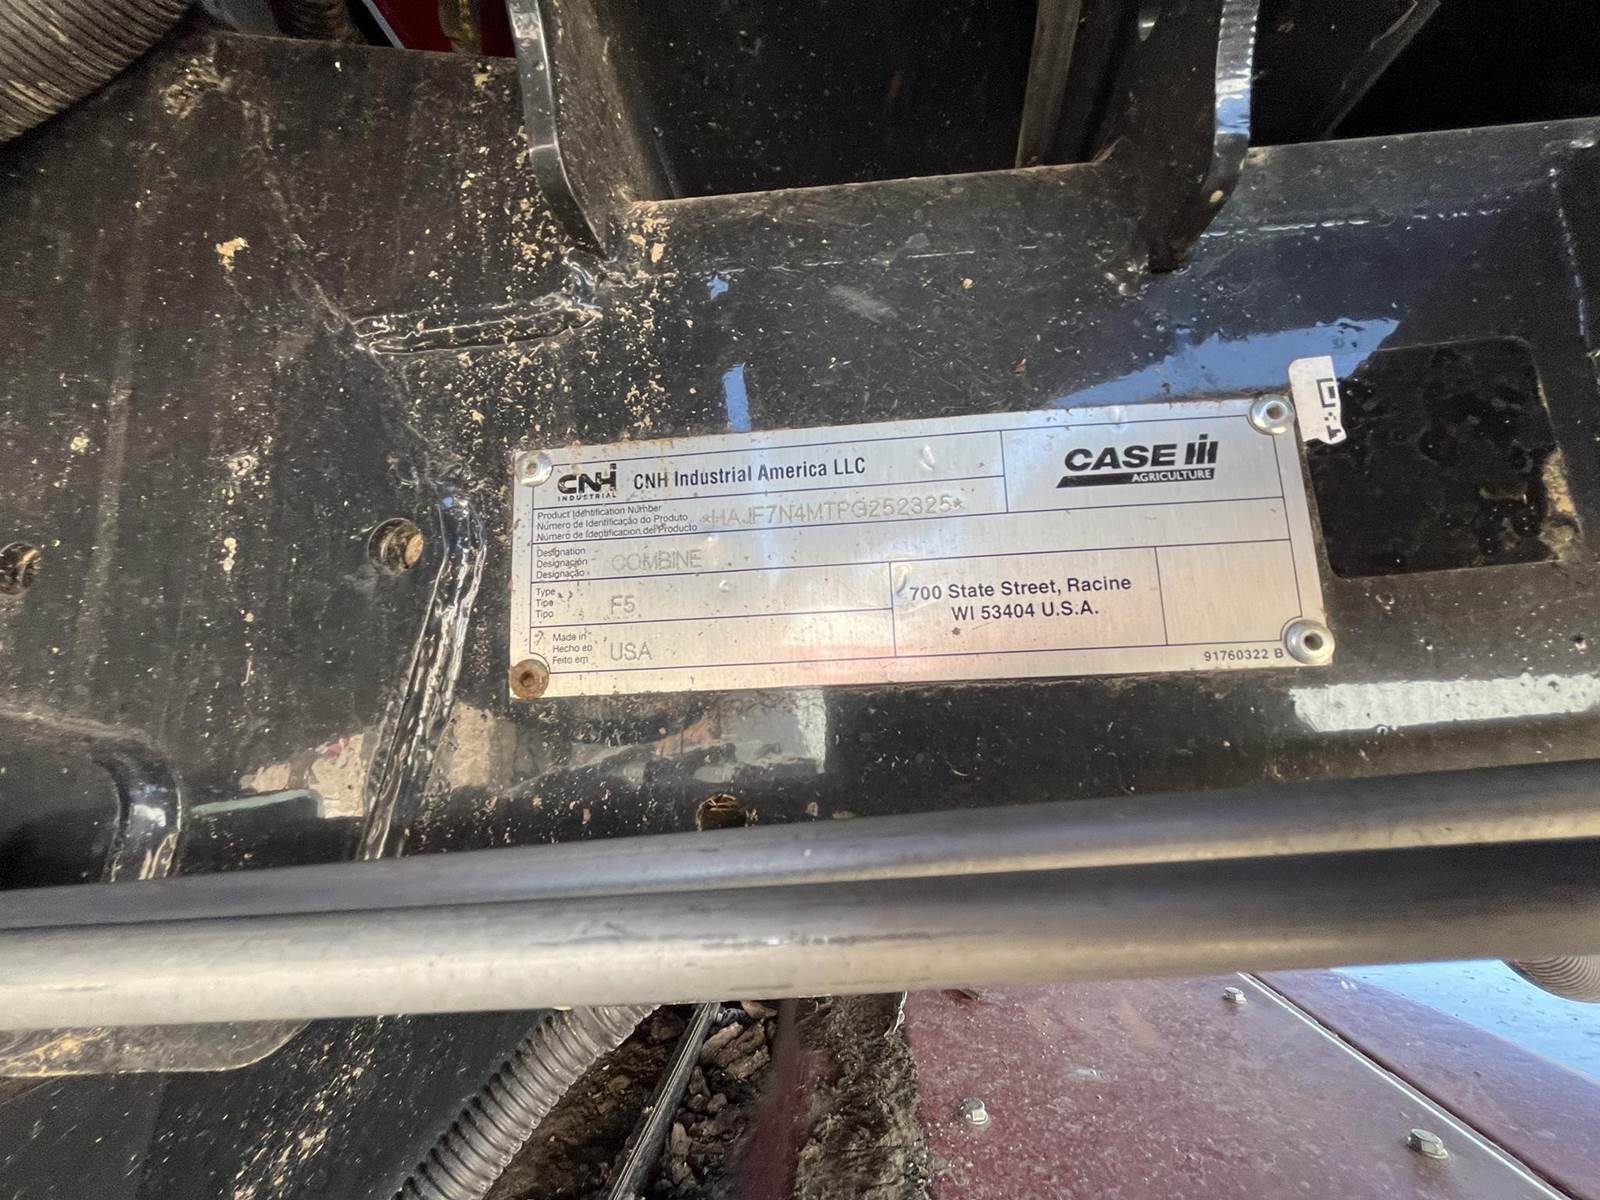 CNH
INDUSTRIAL
CNH Industrial America LLC
CASE IH
AGRICULTURE
Product Identification Number
Número de Identificação do Produto
Número de Identificacion del Producto
*HAJF7N4MTPG252325*
Designation
Designación
Designação
COMBINE
Type
Tipo
Tipo
F5
700 State Street, Racine
WI 53404 U.S.A.
Made in
Hecho en
Feito em
USA
91760322 B